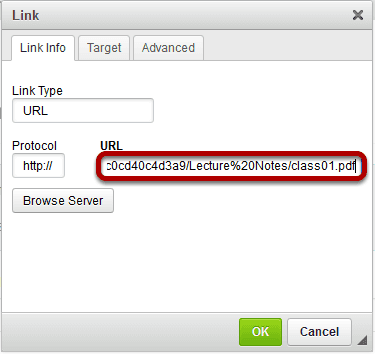 Link
Link Info Target Advanced
Link Type
URL
Protocol URL
http:// c0cd40c4d3a9/Lecture%20Notes/class01.pdf
Browse Server
OK Cancel